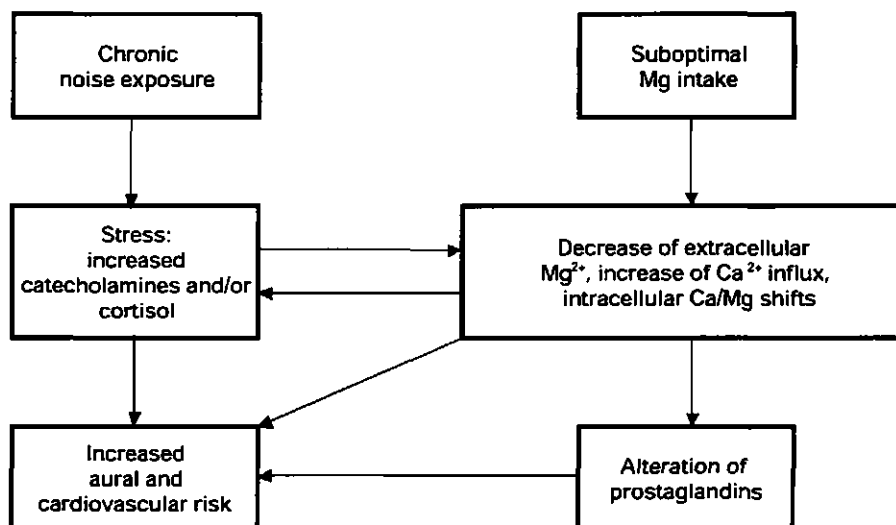 Chronic
noise exposure
Suboptimal
Mg intake
Stress:
increased
catecholamines and/or
cortisol
Decrease of extracellular
Mg²⁺, increase of Ca²⁺ influx,
intracellular Ca/Mg shifts
Increased
aural and
cardiovascular risk
Alteration of
prostaglandins